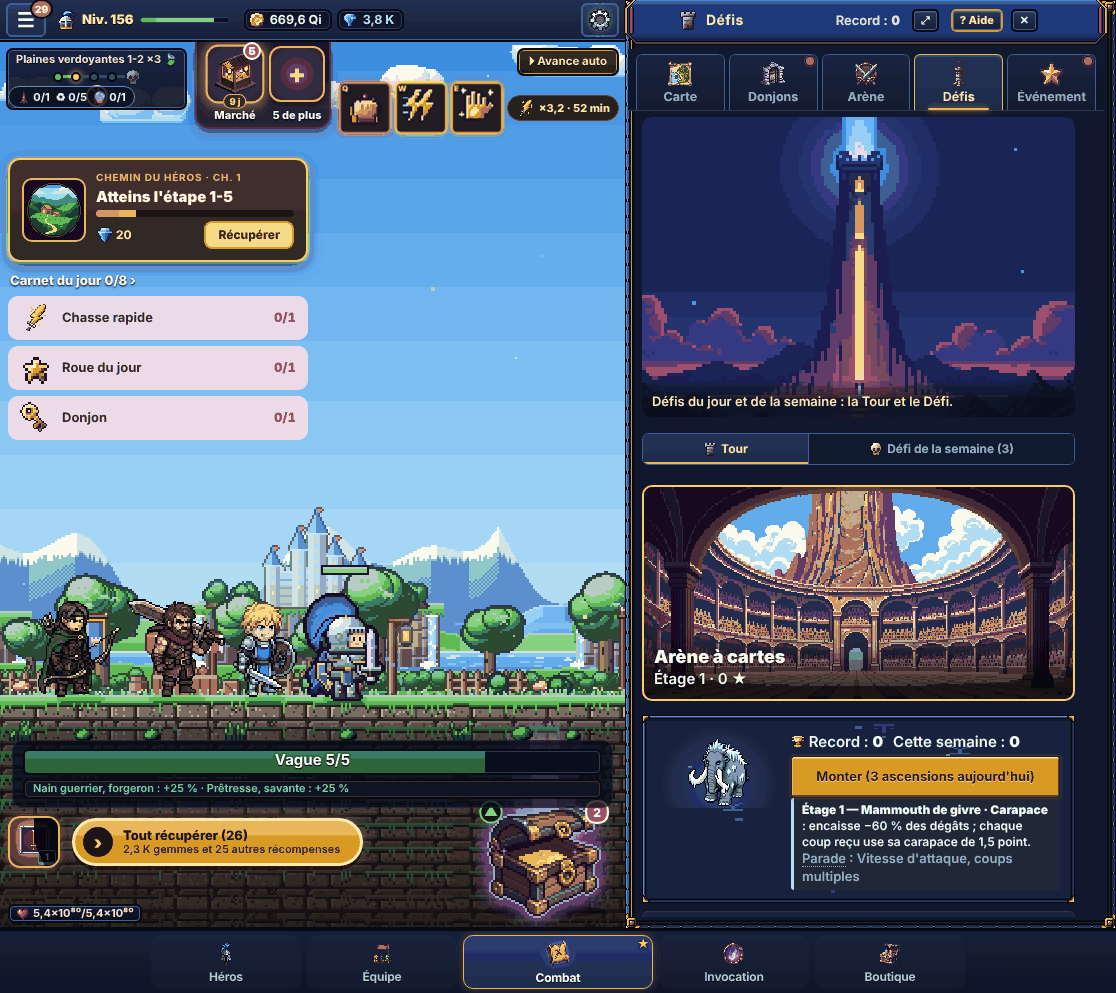 29
Niv. 156
669,6 Qi
3,8 K
Plaines verdoyantes 1-2 ×3
0/1
0/5
0/1
5
9 j
Marché
5 de plus
Q
W
E
Avance auto
×3,2 · 52 min
CHEMIN DU HÉROS · CH. 1
Atteins l'étape 1-5
20
Récupérer
Carnet du jour 0/8 ›
Chasse rapide
0/1
Roue du jour
0/1
Donjon
0/1
Vague 5/5
Nain guerrier, forgeron : +25 % · Prêtresse, savante : +25 %
1
Tout récupérer (26)
2,3 K gemmes et 25 autres récompenses
2
5,4×10⁸⁰/5,4×10⁸⁰
Défis
Record : 0
? Aide
Carte
Donjons
Arène
Défis
Événement
Défis du jour et de la semaine : la Tour et le Défi.
Tour
Défi de la semaine (3)
Arène à cartes
Étage 1 · 0 ★
Record : 0 Cette semaine : 0
Monter (3 ascensions aujourd'hui)
Étage 1 — Mammouth de givre · Carapace
: encaisse −60 % des dégâts ; chaque
coup reçu use sa carapace de 1,5 point.
Parade : Vitesse d'attaque, coups
multiples
Héros
Équipe
Combat
Invocation
Boutique